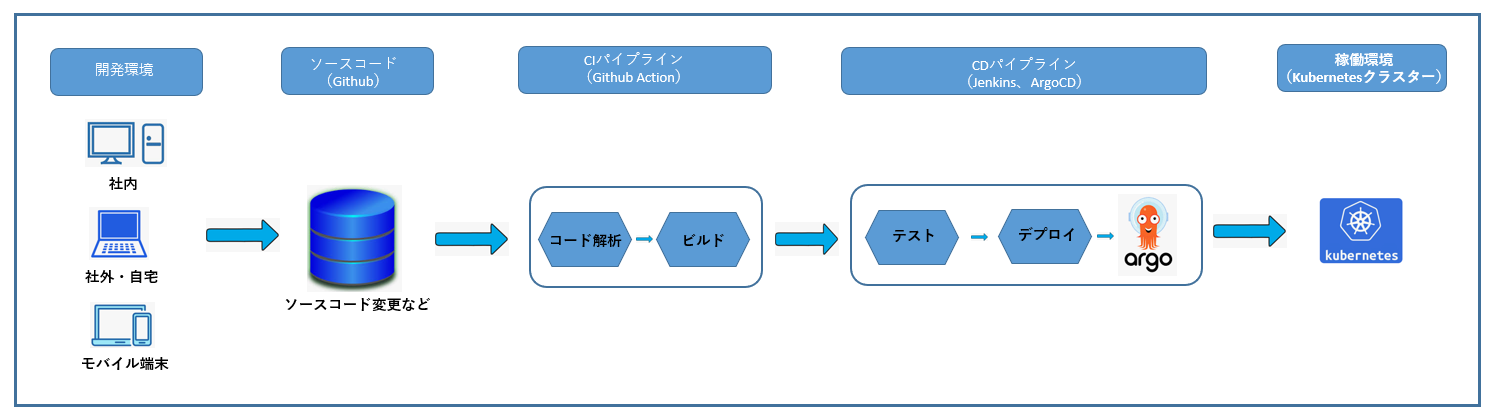 開発環境
ソースコード
（Github）
CIパイプライン
（Github Action）
CDパイプライン
（Jenkins、ArgoCD）
稼働環境
（Kubernetesクラスター）
社内
社外・自宅
モバイル端末
ソースコード変更など
コード解析
ビルド
テスト
デプロイ
argo
kubernetes